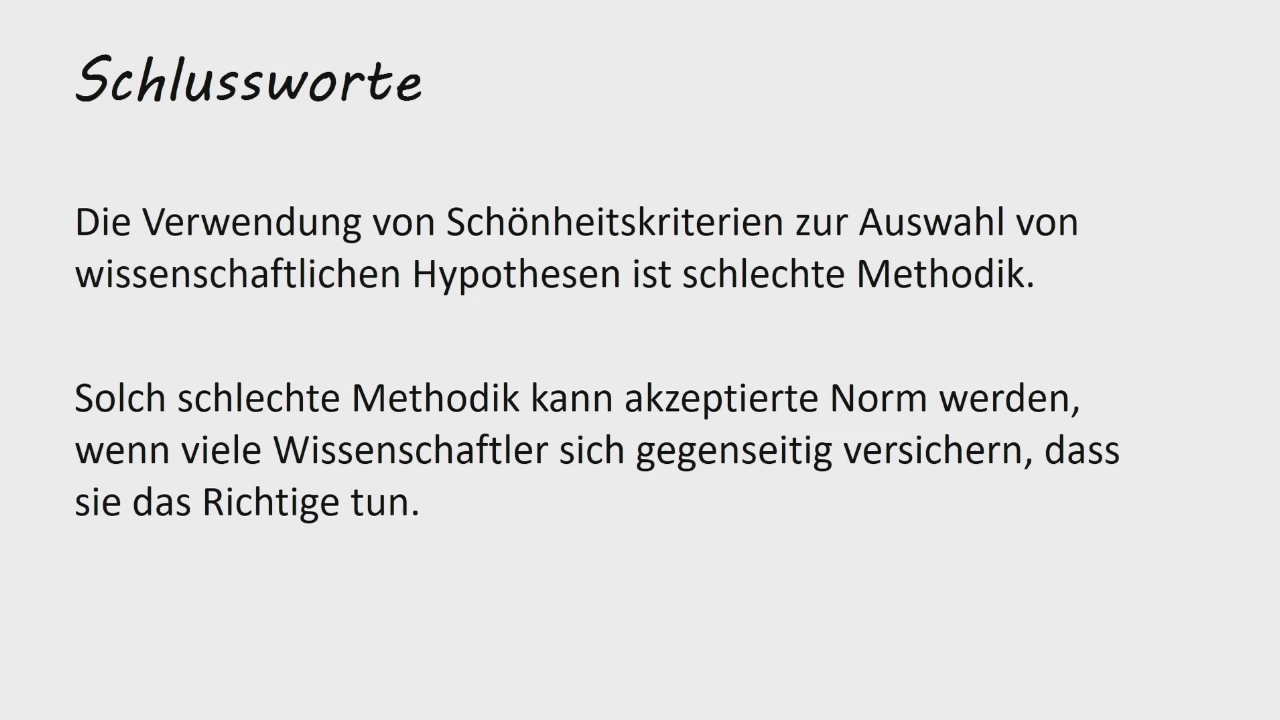 Schlussworte
Die Verwendung von Schönheitskriterien zur Auswahl von
wissenschaftlichen Hypothesen ist schlechte Methodik.
Solch schlechte Methodik kann akzeptierte Norm werden,
wenn viele Wissenschaftler sich gegenseitig versichern, dass
sie das Richtige tun.